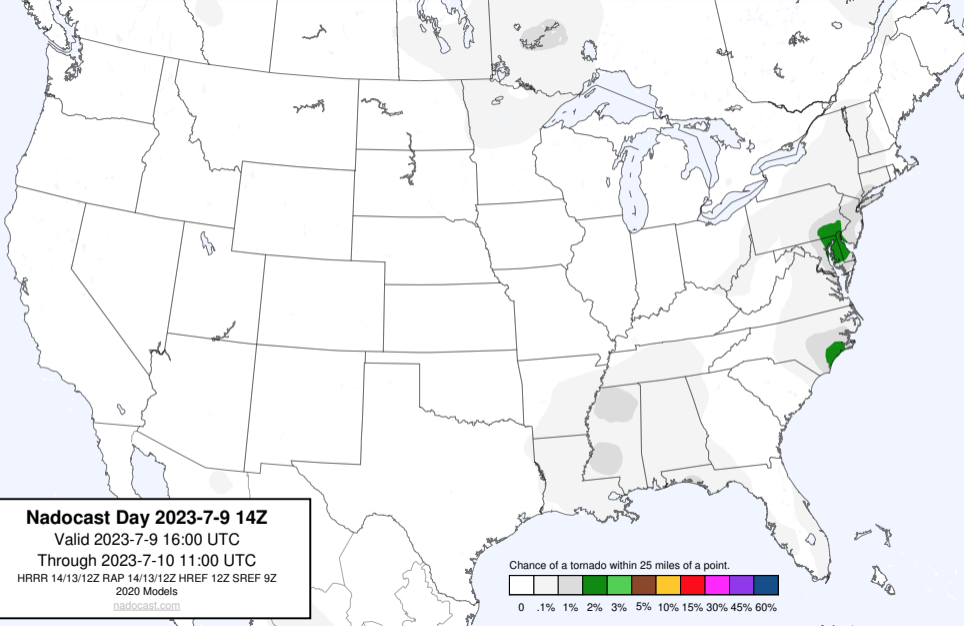 Nadocast Day 2023-7-9 14Z
Valid 2023-7-9 16:00 UTC
Through 2023-7-10 11:00 UTC
HRRR 14/13/12Z RAP 14/13/12Z HREF 12Z SREF 9Z
2020 Models
nadocast.com
Chance of a tornado within 25 miles of a point.
0 .1% 1% 2% 3% 5% 10% 15% 30% 45% 60%